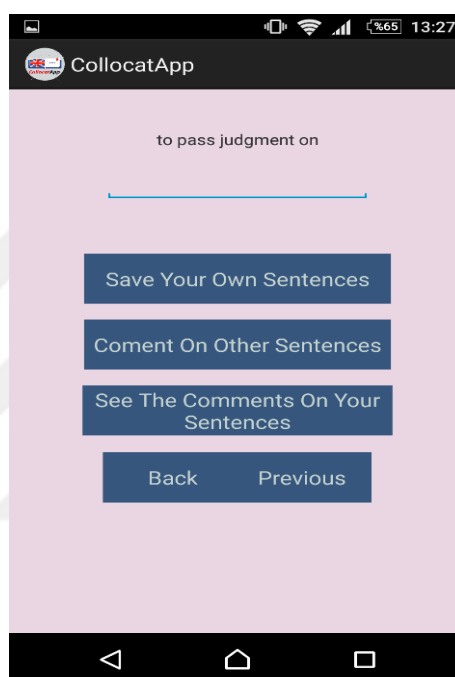 %65 13:27
CollocatApp CollocatApp
to pass judgment on
Save Your Own Sentences
Coment On Other Sentences
See The Comments On Your
Sentences
Back Previous